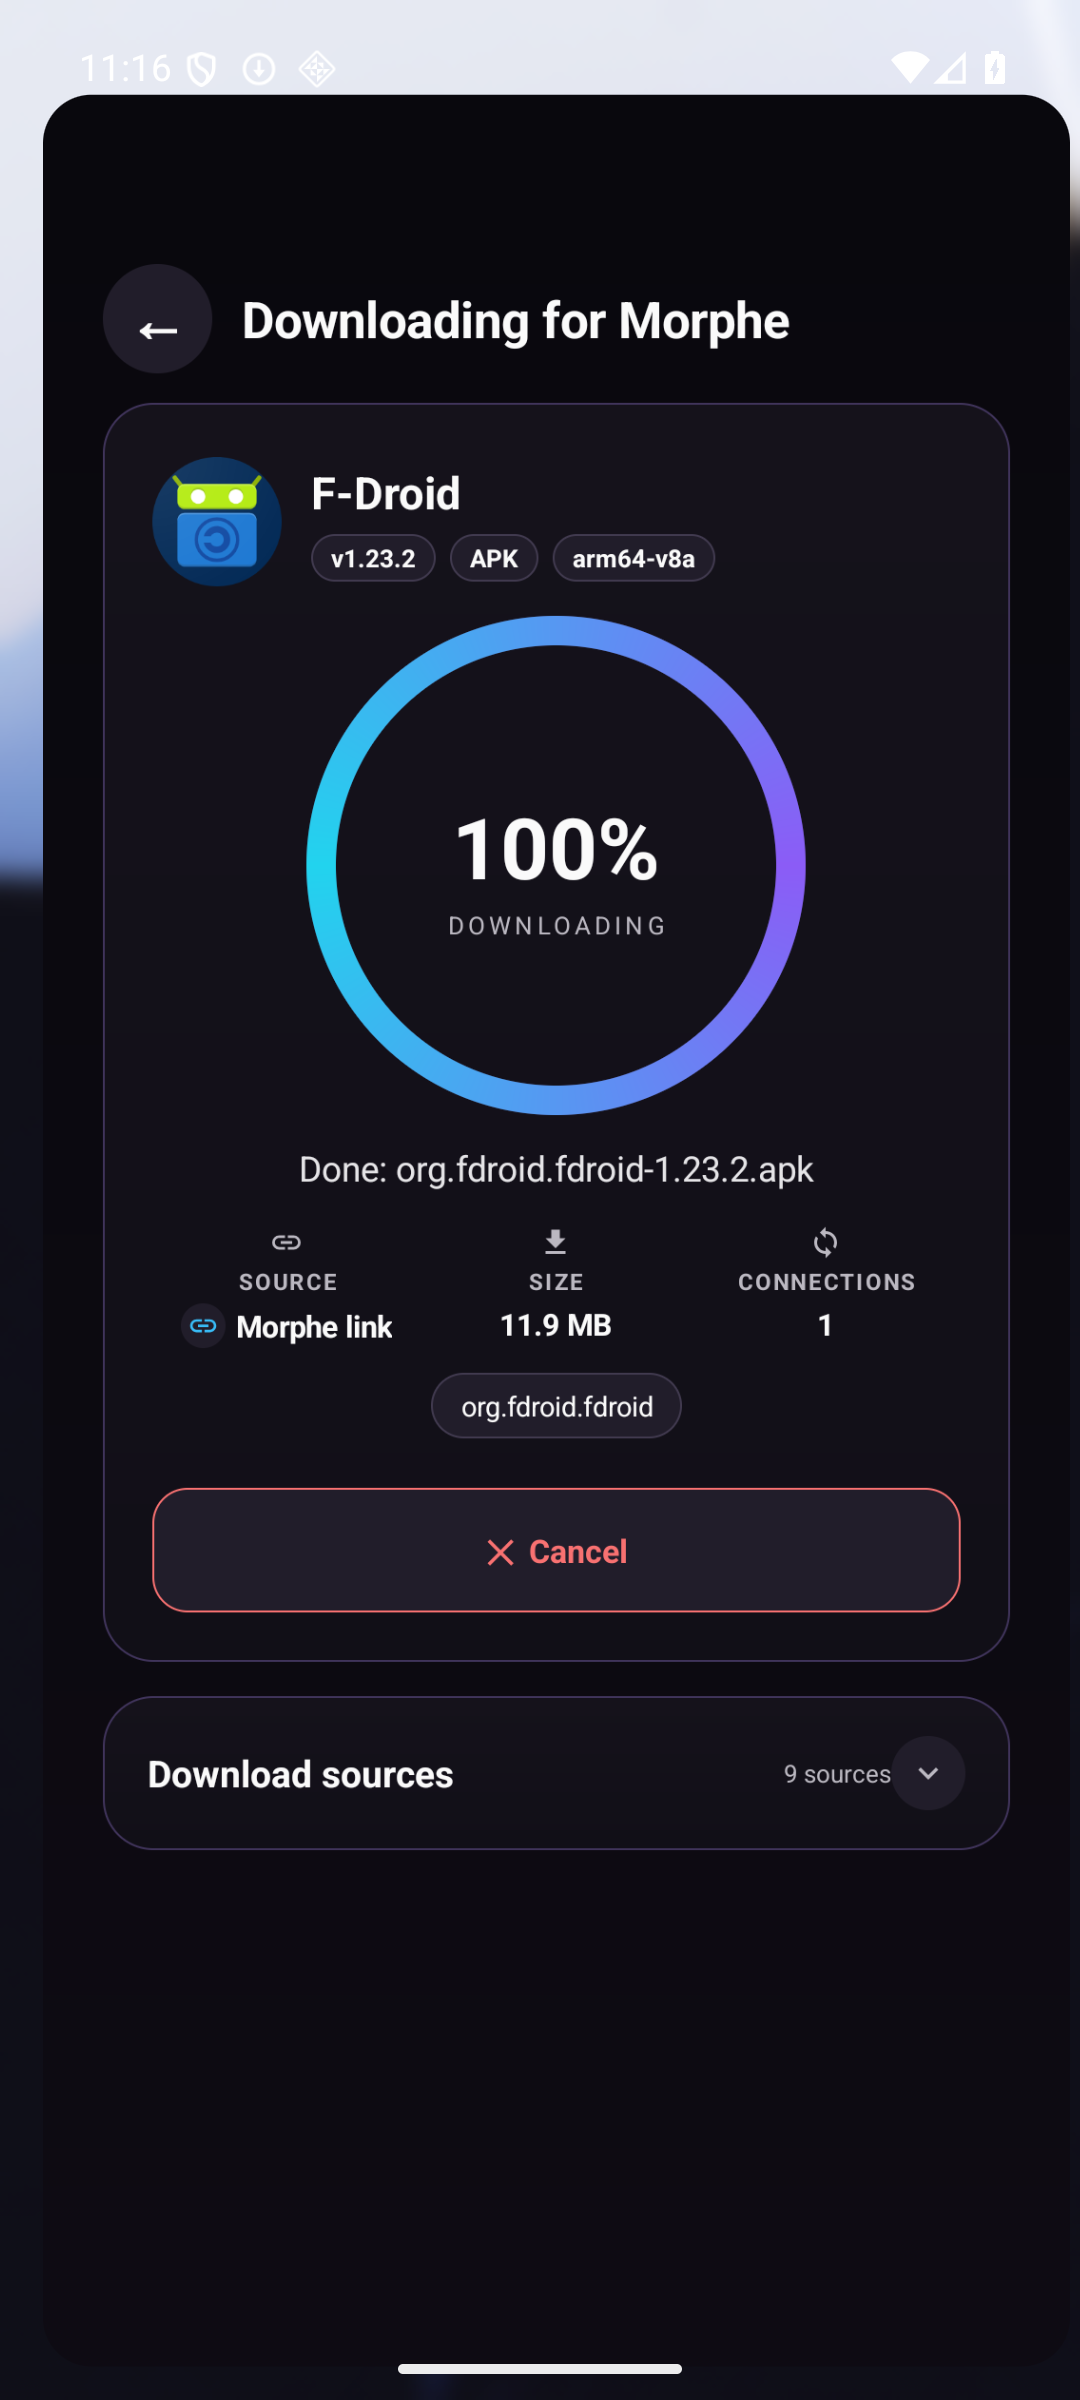 11:16
Downloading for Morphe
F-Droid
v1.23.2 APK arm64-v8a
100%
DOWNLOADING
Done: org.fdroid.fdroid-1.23.2.apk
SOURCE SIZE CONNECTIONS
Morphe link 11.9 MB 1
org.fdroid.fdroid
Cancel
Download sources 9 sources